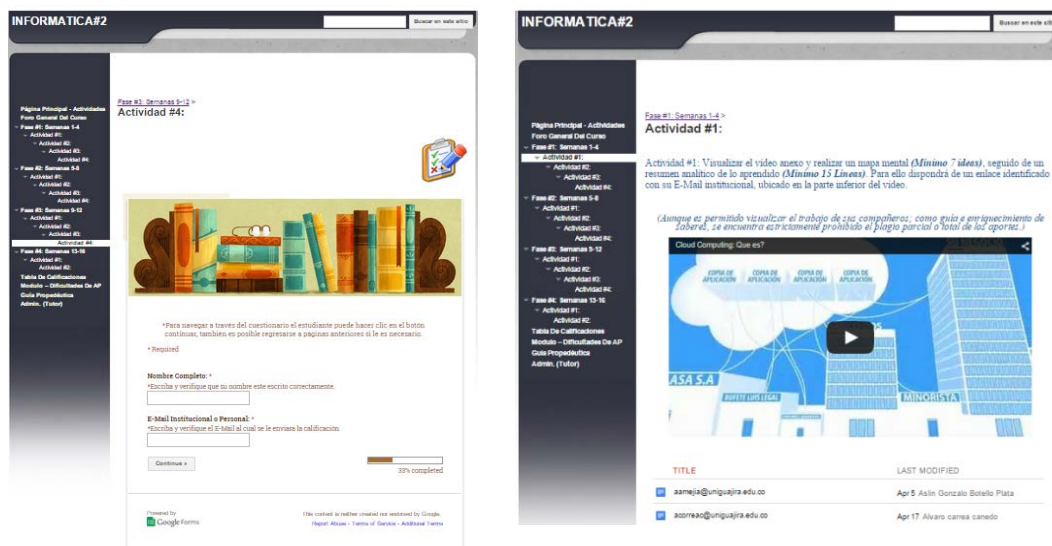 INFORMATICA#2
Buscar en este sitio
Página Principal - Actividades
Foro General Del Curso
Fase #1: Semanas 1-4
Actividad #1:
Actividad #2:
Actividad #3:
Actividad #4:
Fase #2: Semanas 5-8
Actividad #1:
Actividad #2:
Actividad #3:
Actividad #4:
Fase #3: Semanas 9-12
Actividad #1:
Actividad #2:
Actividad #3:
Actividad #4:
Fase #4: Semanas 13-16
Actividad #1:
Actividad #2:
Tabla De Calificaciones
Modulo – Dificultades De AP
Guia Propedéutica
Admin. (Tutor)
Fase #3: Semanas 9-12 >
Actividad #4:
*Para navegar a través del cuestionario el estudiante puede hacer clic en el botón
continuar, también es posible regresarse a páginas anteriores si le es necesario.
* Required
Nombre Completo: *
*Escriba y verifique que su nombre este escrito correctamente.
E-Mail Institucional o Personal: *
*Escriba y verifique el E-Mail al cual se le enviara la calificación
Continue »
33% completed
Powered by
Google Forms
This content is neither created nor endorsed by Google.
Report Abuse - Terms of Service - Additional Terms
INFORMATICA#2
Buscar en este siti
Página Principal - Actividades
Foro General Del Curso
Fase #1: Semanas 1-4
Actividad #1:
Actividad #2:
Actividad #3:
Actividad #4:
Fase #2: Semanas 5-8
Actividad #1:
Actividad #2:
Actividad #3:
Actividad #4:
Fase #3: Semanas 9-12
Actividad #1:
Actividad #2:
Actividad #3:
Actividad #4:
Fase #4: Semanas 13-16
Actividad #1:
Actividad #2:
Tabla De Calificaciones
Modulo – Dificultades De AP
Guia Propedéutica
Admin. (Tutor)
Fase #1: Semanas 1-4 >
Actividad #1:
Actividad #1: Visualizar el video anexo y realizar un mapa mental (Mínimo 7 ideas), seguido de un
resumen analítico de lo aprendido (Mínimo 15 Líneas). Para ello dispondrá de un enlace identificado
con su E-Mail institucional, ubicado en la parte inferior del video.
(Aunque es permitido visualizar el trabajo de sus compañeros; como guía e enriquecimiento de
saberes, se encuentra estrictamente prohibido el plagio parcial o total de los aportes.)
Cloud Computing: Que es?
COPIA DE APLICACIÓN
COPIA DE APLICACIÓN
COPIA DE APLICACIÓN
COPIA DE APLICACIÓN
ASA S.A
BUFETE LUIS LEGAL
MINORISTA
TITLE
LAST MODIFIED
aamejia@uniguajira.edu.co
Apr 5 Aslin Gonzalo Botello Plata
acorreac@uniguajira.edu.co
Apr 17 Alvaro carrea canedo